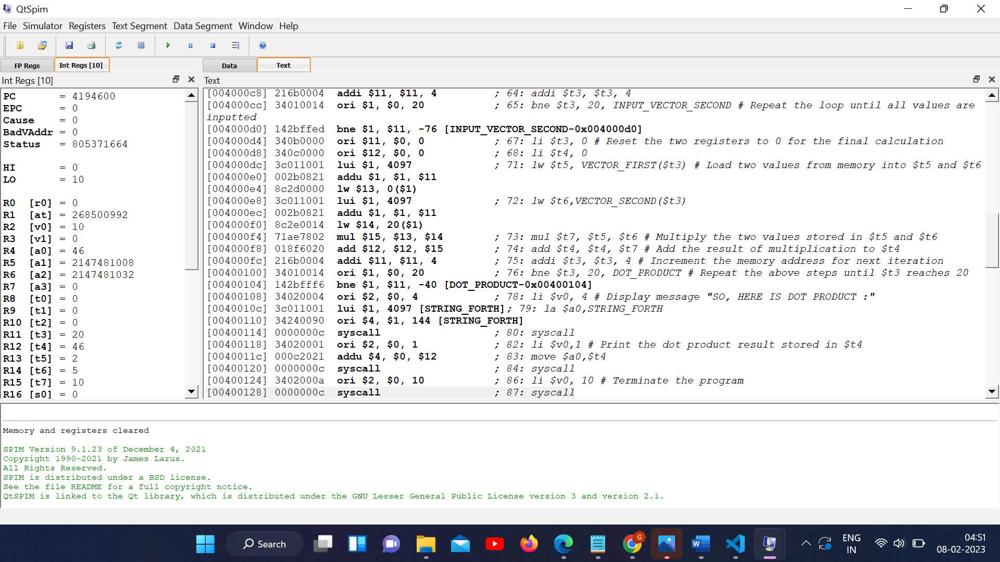 QtSpim
File Simulator Registers Text Segment Data Segment Window Help
FP Regs Int Regs [10] Data Text
Int Regs [10]
PC = 4194600
EPC = 0
Cause = 0
BadVAddr = 0
Status = 805371664
HI = 0
LO = 10
R0 [r0] = 0
R1 [at] = 268500992
R2 [v0] = 10
R3 [v1] = 0
R4 [a0] = 46
R5 [a1] = 2147481008
R6 [a2] = 2147481032
R7 [a3] = 0
R8 [t0] = 0
R9 [t1] = 0
R10 [t2] = 0
R11 [t3] = 20
R12 [t4] = 46
R13 [t5] = 2
R14 [t6] = 5
R15 [t7] = 10
R16 [s0] = 0
Text
[004000c8] 216b0004 addi $11, $11, 4 ; 64: addi $t3, $t3, 4
[004000cc] 34010014 ori $1, $0, 20 ; 65: bne $t3, 20, INPUT_VECTOR_SECOND # Repeat the loop until all values are
inputted
[004000d0] 142bffed bne $1, $11, -76 [INPUT_VECTOR_SECOND-0x004000d0]
[004000d4] 340b0000 ori $11, $0, 0 ; 67: li $t3, 0 # Reset the two registers to 0 for the final calculation
[004000d8] 340c0000 ori $12, $0, 0 ; 68: li $t4, 0
[004000dc] 3c011001 lui $1, 4097 ; 71: lw $t5, VECTOR_FIRST($t3) # Load two values from memory into $t5 and $t6
[004000e0] 002b0821 addu $1, $1, $11
[004000e4] 8c2d0000 lw $13, 0($1)
[004000e8] 3c011001 lui $1, 4097 ; 72: lw $t6,VECTOR_SECOND($t3)
[004000ec] 002b0821 addu $1, $1, $11
[004000f0] 8c2e0014 lw $14, 20($1)
[004000f4] 71ae7802 mul $15, $13, $14 ; 73: mul $t7, $t5, $t6 # Multiply the two values stored in $t5 and $t6
[004000f8] 018f6020 add $12, $12, $15 ; 74: add $t4, $t4, $t7 # Add the result of multiplication to $t4
[004000fc] 216b0004 addi $11, $11, 4 ; 75: addi $t3, $t3, 4 # Increment the memory address for next iteration
[00400100] 34010014 ori $1, $0, 20 ; 76: bne $t3, 20, DOT_PRODUCT # Repeat the above steps until $t3 reaches 20
[00400104] 142bfff6 bne $1, $11, -40 [DOT_PRODUCT-0x00400104]
[00400108] 34020004 ori $2, $0, 4 ; 78: li $v0, 4 # Display message "SO, HERE IS DOT PRODUCT :"
[0040010c] 3c011001 lui $1, 4097 [STRING_FORTH]; 79: la $a0,STRING_FORTH
[00400110] 34240090 ori $4, $1, 144 [STRING_FORTH]
[00400114] 0000000c syscall ; 80: syscall
[00400118] 34020001 ori $2, $0, 1 ; 82: li $v0,1 # Print the dot product result stored in $t4
[0040011c] 000c2021 addu $4, $0, $12 ; 83: move $a0,$t4
[00400120] 0000000c syscall ; 84: syscall
[00400124] 3402000a ori $2, $0, 10 ; 86: li $v0, 10 # Terminate the program
[00400128] 0000000c syscall ; 87: syscall
Memory and registers cleared
SPIM Version 9.1.23 of December 4, 2021
Copyright 1990-2021 by James Larus.
All Rights Reserved.
SPIM is distributed under a BSD license.
See the file README for a full copyright notice.
QtSPIM is linked to the Qt library, which is distributed under the GNU Lesser General Public License version 3 and version 2.1.
Search
G
W
ENG
IN
04:51
08-02-2023